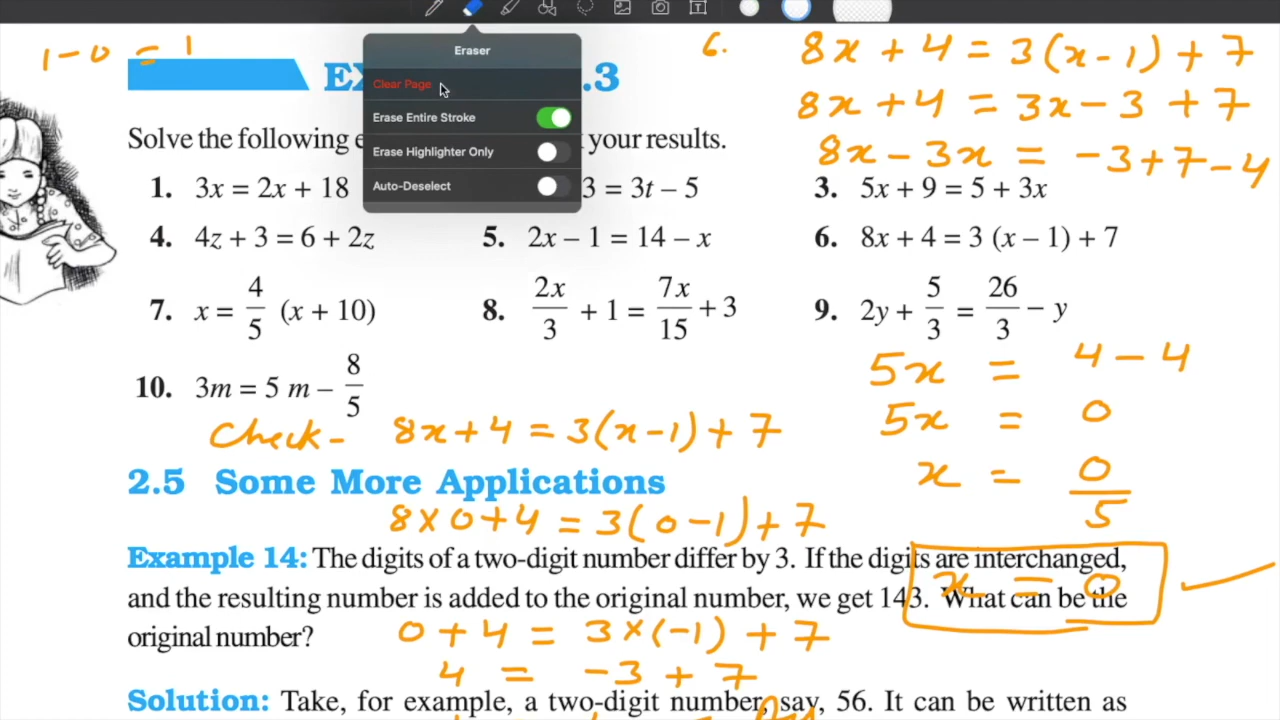 Eraser
Clear Page
Erase Entire Stroke
Erase Highlighter Only
Auto-Deselect
1 - 0 = 1
.3
6. 8x + 4 = 3(x - 1) + 7
8x + 4 = 3x - 3 + 7
8x - 3x = -3 + 7 - 4
Solve the following your results.
1. 3x = 2x + 18 3 = 3t – 5 3. 5x + 9 = 5 + 3x
4. 4z + 3 = 6 + 2z 5. 2x – 1 = 14 – x 6. 8x + 4 = 3 (x – 1) + 7
7. x = 4/5 (x + 10) 8. 2x/3 + 1 = 7x/15 + 3 9. 2y + 5/3 = 26/3 – y
10. 3m = 5 m – 8/5
5x = 4 - 4
5x = 0
x = 0/5
x = 0
Check - 8x + 4 = 3(x - 1) + 7
2.5 Some More Applications
8 × 0 + 4 = 3(0 - 1) + 7
Example 14: The digits of a two-digit number differ by 3. If the digits are interchanged,
and the resulting number is added to the original number, we get 143. What can be the
original number?
0 + 4 = 3 × (-1) + 7
4 = -3 + 7
Solution: Take, for example, a two-digit number, say, 56. It can be written as